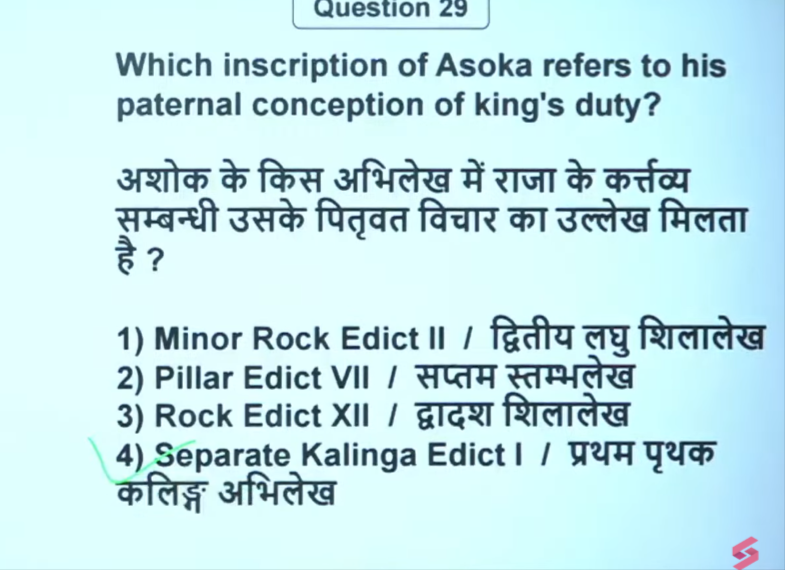 Question 29
Which inscription of Asoka refers to his
paternal conception of king's duty?
अशोक के किस अभिलेख में राजा के कर्त्तव्य
सम्बन्धी उसके पितृवत विचार का उल्लेख मिलता
है ?
1) Minor Rock Edict II / द्वितीय लघु शिलालेख
2) Pillar Edict VII / सप्तम स्तम्भलेख
3) Rock Edict XII / द्वादश शिलालेख
4) Separate Kalinga Edict I / प्रथम पृथक
कलिङ्ग अभिलेख